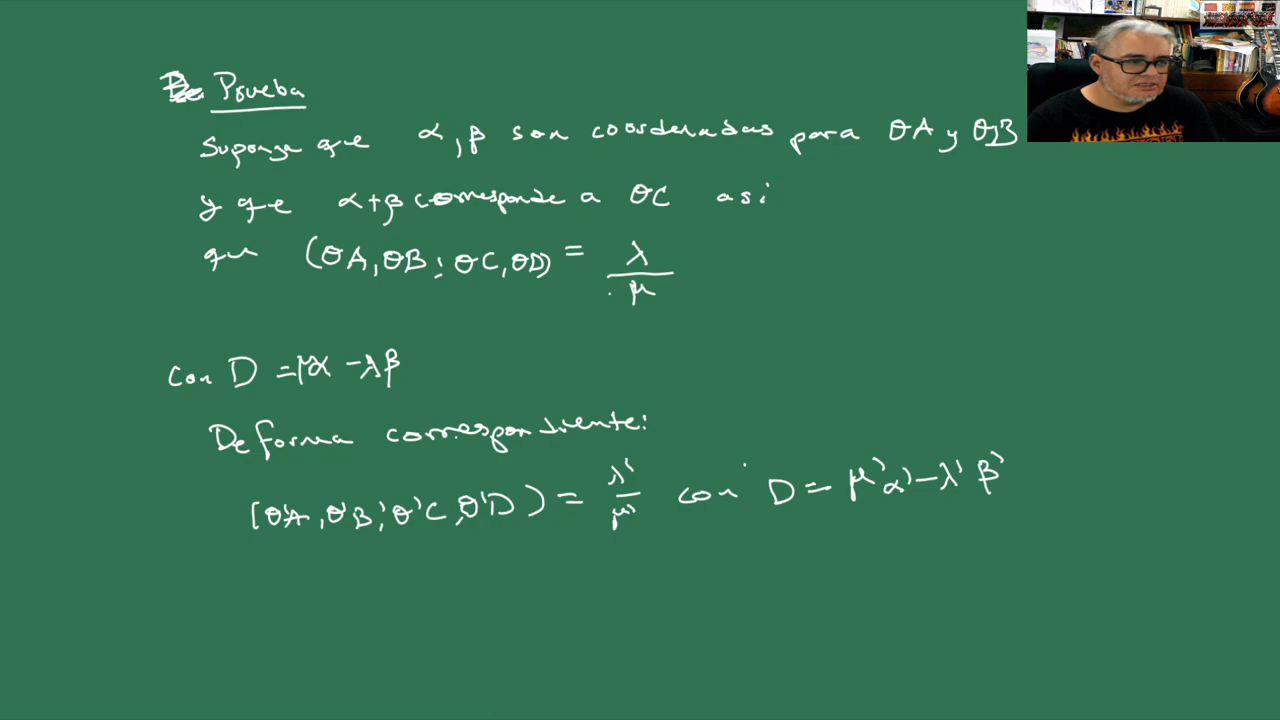 Prueba
Suponga que α, β son coordenadas para OA y OB
y que α+β corresponde a OC así
que (OA, OB; OC, OD) = λ/μ
con D = μα - λβ
De forma correspondiente:
(O'A, O'B; O'C, O'D) = λ'/μ' con D = μ'α' - λ'β'